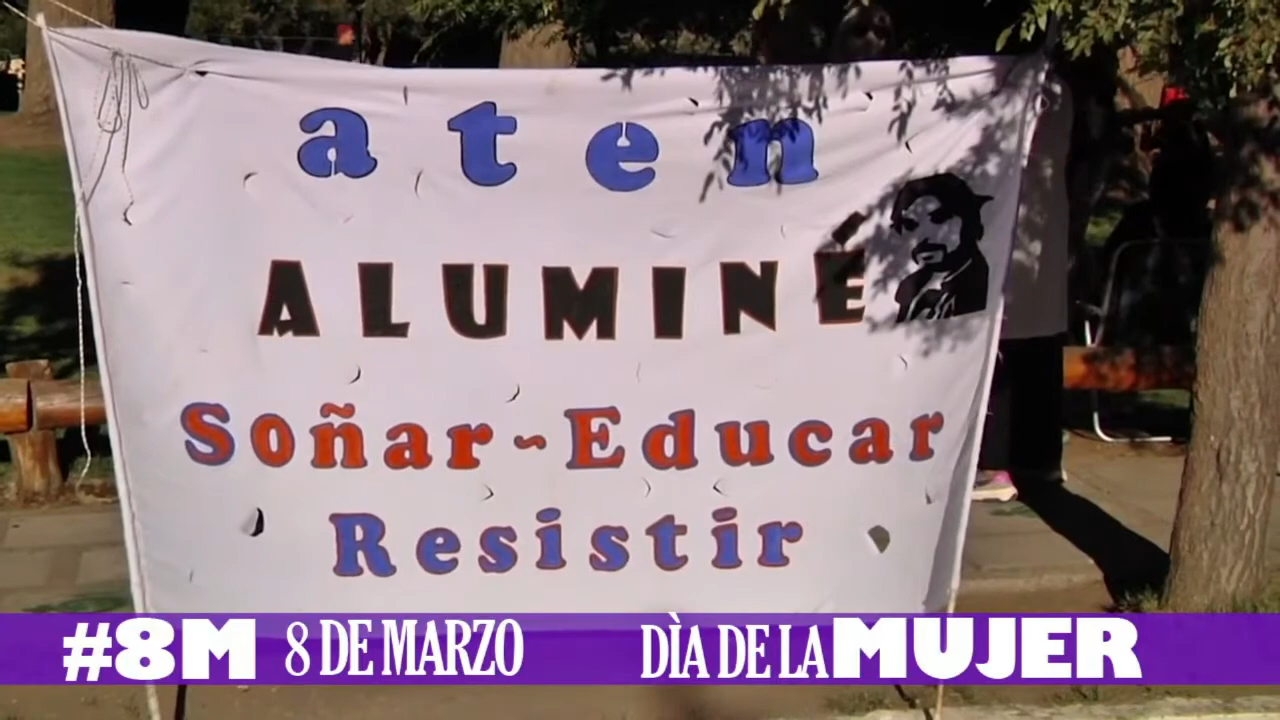 aten
ALUMINÉ
Soñar-Educar
Resistir
#8M 8 DE MARZO DÌA DE LA MUJER